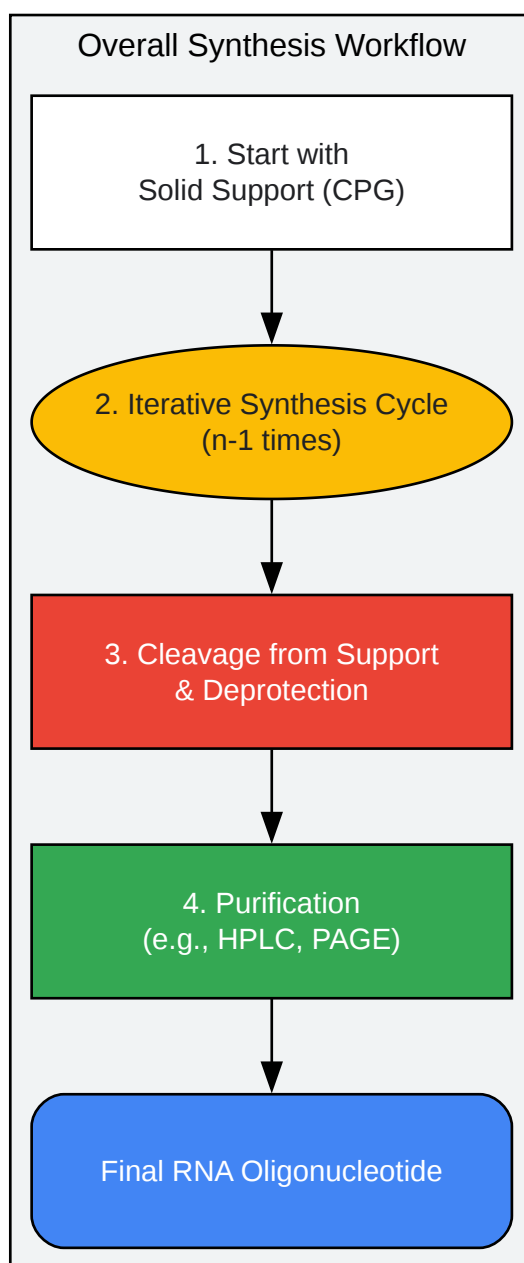 Overall Synthesis Workflow
1. Start with
Solid Support (CPG)
2. Iterative Synthesis Cycle
(n-1 times)
3. Cleavage from Support
& Deprotection
4. Purification
(e.g., HPLC, PAGE)
Final RNA Oligonucleotide